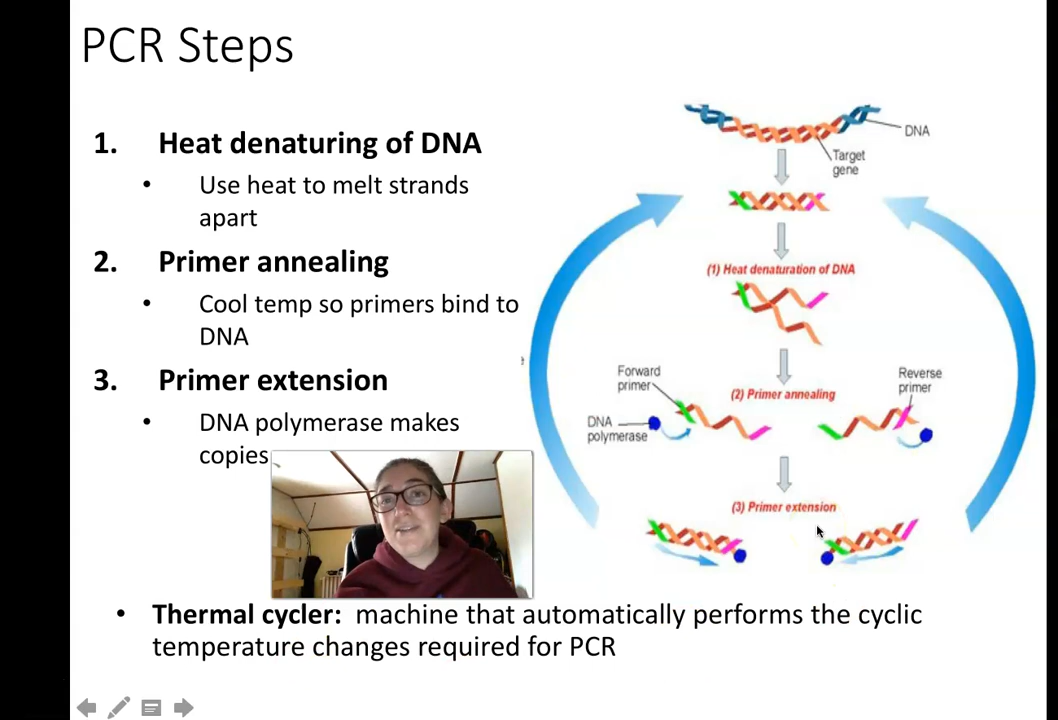 PCR Steps
1. Heat denaturing of DNA
• Use heat to melt strands
apart
2. Primer annealing
• Cool temp so primers bind to
DNA
3. Primer extension
• DNA polymerase makes
copies
DNA
Target
gene
(1) Heat denaturation of DNA
Forward
primer
Reverse
primer
(2) Primer annealing
DNA
polymerase
(3) Primer extension
• Thermal cycler: machine that automatically performs the cyclic
temperature changes required for PCR